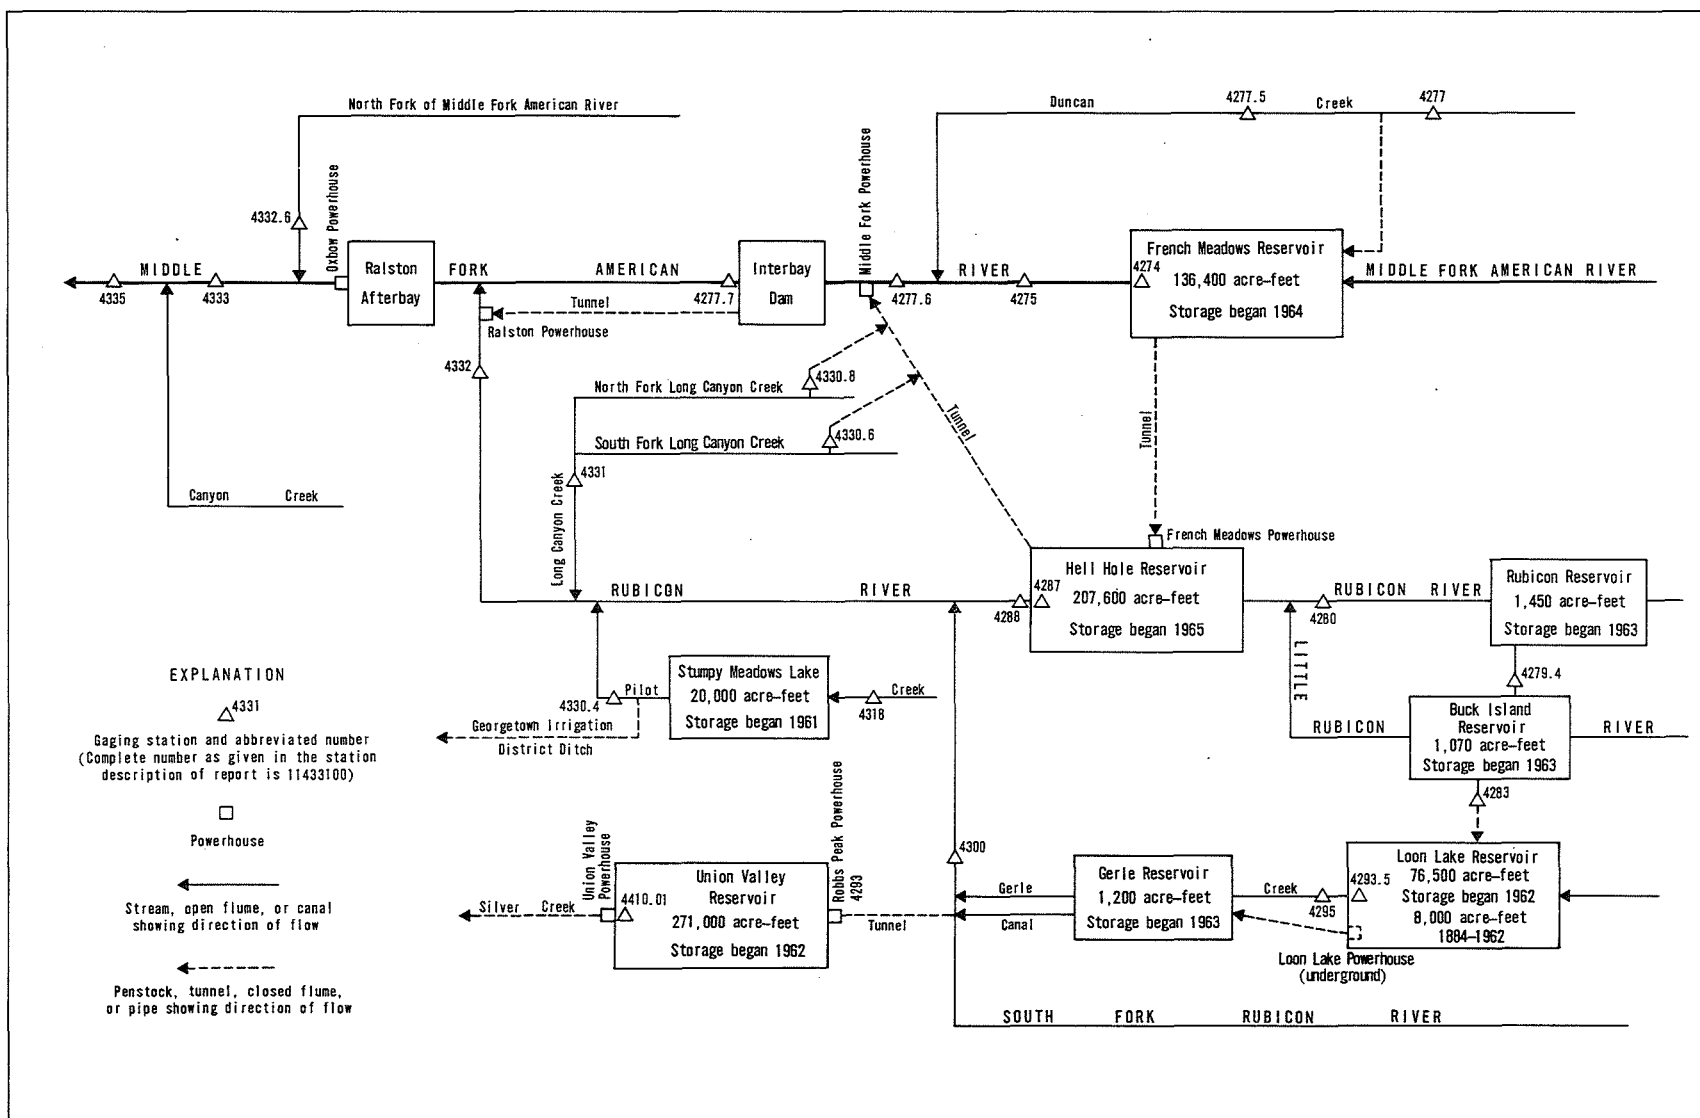 North Fork of Middle Fork American River
Duncan
4277.5
Creek
4277
4332.6
Oxbow Powerhouse
Middle Fork Powerhouse
Ralston
Afterbay
Interbay
Dam
French Meadows Reservoir
136,400 acre-feet
Storage began 1964
4274
MIDDLE
FORK
AMERICAN
RIVER
MIDDLE FORK AMERICAN RIVER
4335
4333
4277.7
4277.6
4275
Tunnel
Ralston Powerhouse
4332
North Fork Long Canyon Creek
4330.8
South Fork Long Canyon Creek
4330.6
Tunnel
Tunnel
4331
Long Canyon Creek
Canyon
Creek
French Meadows Powerhouse
Hell Hole Reservoir
207,600 acre-feet
Storage began 1965
4287
4288
RUBICON
RIVER
4280
RUBICON
RIVER
Rubicon Reservoir
1,450 acre-feet
Storage began 1963
4279.4
LITTLE
RUBICON
RIVER
Buck Island
Reservoir
1,070 acre-feet
Storage began 1963
4283
Stumpy Meadows Lake
20,000 acre-feet
Storage began 1961
Pilot
4330.4
Creek
4318
Georgetown Irrigation
District Ditch
EXPLANATION
4331
Gaging station and abbreviated number
(Complete number as given in the station
description of report is 11433100)
Powerhouse
Stream, open flume, or canal
showing direction of flow
Penstock, tunnel, closed flume,
or pipe showing direction of flow
Union Valley
Powerhouse
Robbs Peak Powerhouse
4293
Union Valley
Reservoir
271,000 acre-feet
Storage began 1962
4410.01
Silver
Creek
Tunnel
4300
Gerle
Canal
Gerle Reservoir
1,200 acre-feet
Storage began 1963
Creek
4295
4293.5
Loon Lake Reservoir
76,500 acre-feet
Storage began 1962
8,000 acre-feet
1884-1962
Loon Lake Powerhouse
(underground)
SOUTH
FORK
RUBICON
RIVER